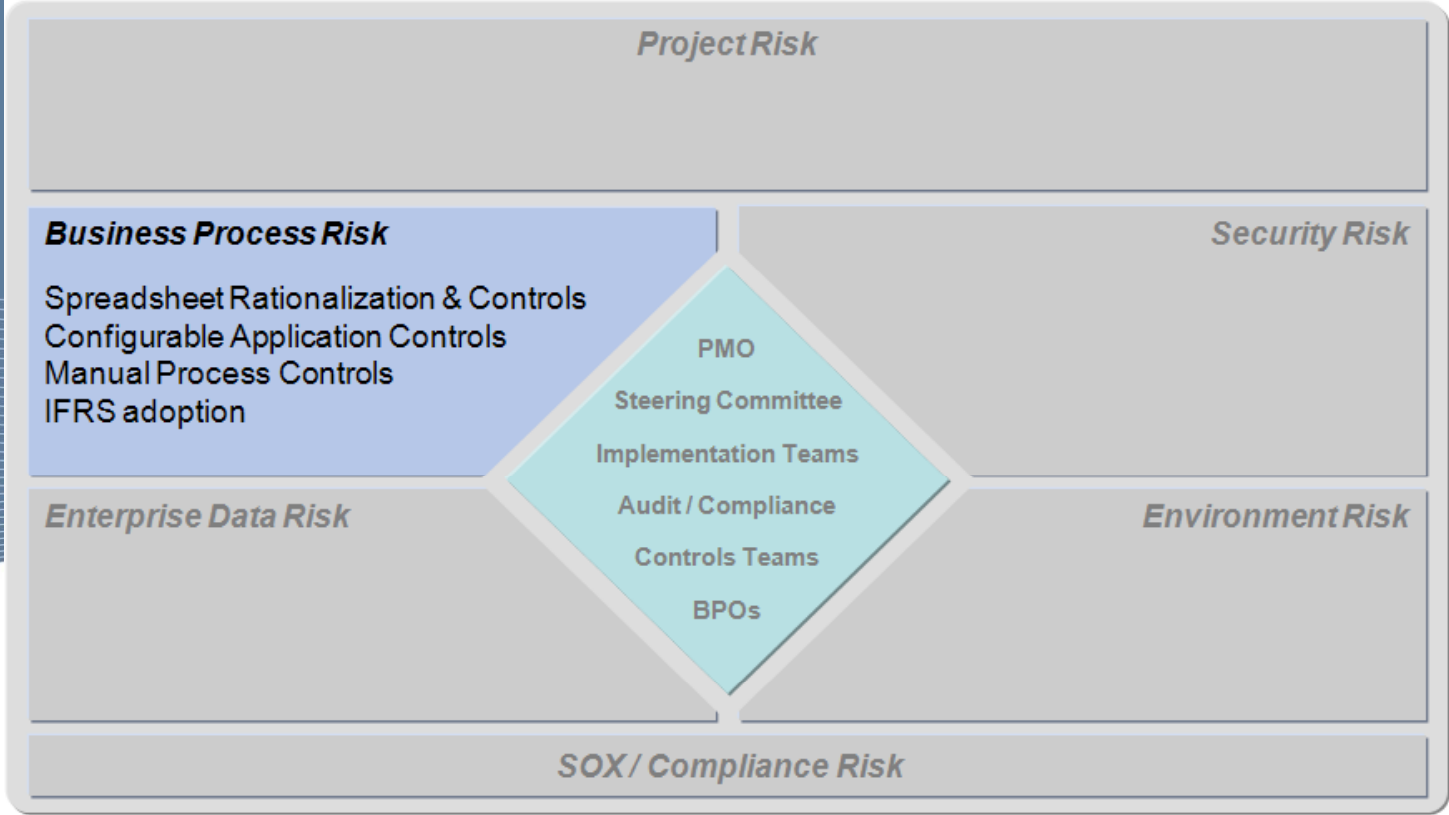 Project Risk
Business Process Risk
Security Risk
Spreadsheet Rationalization & Controls
Configurable Application Controls
Manual Process Controls
IFRS adoption
PMO
Steering Committee
Implementation Teams
Audit / Compliance
Controls Teams
BPOs
Enterprise Data Risk
Environment Risk
SOX / Compliance Risk